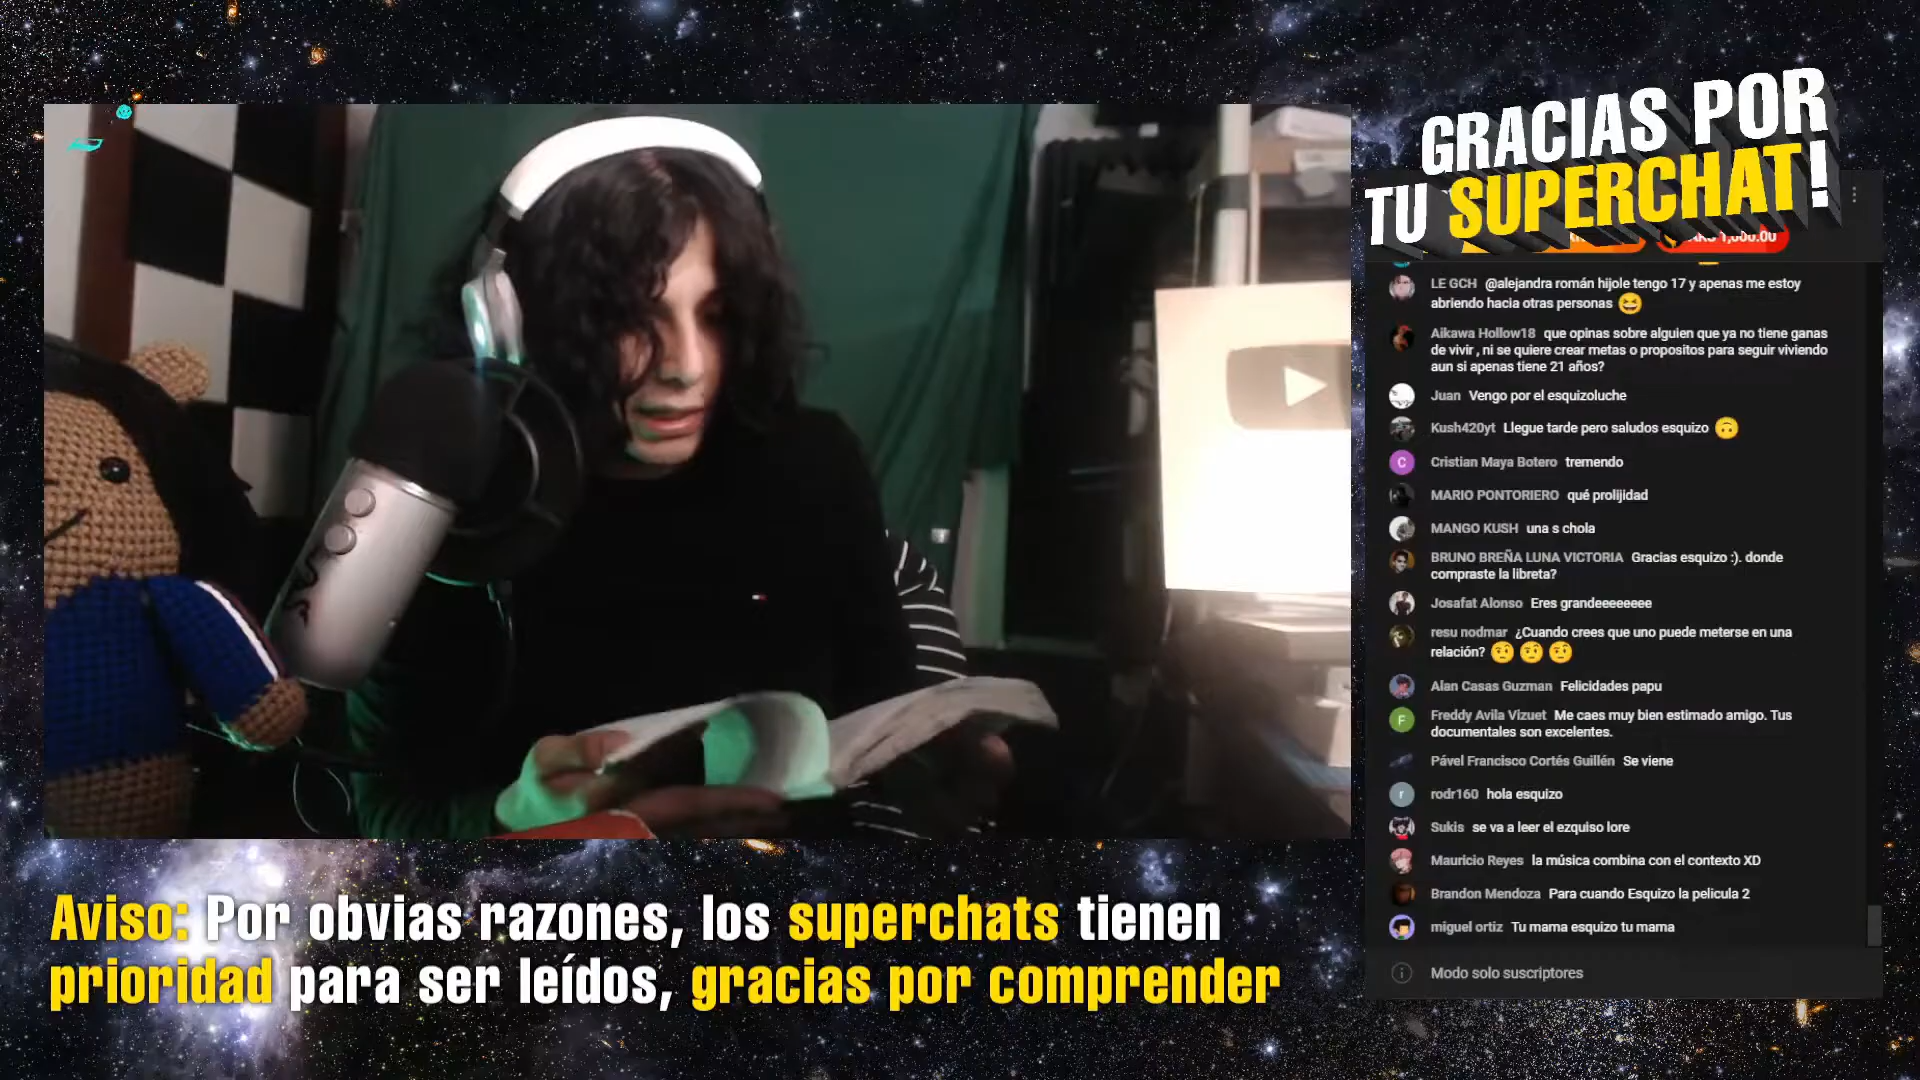 GRACIAS POR
TU SUPERCHAT!
1,000.00
LE GCH @alejandra román hijole tengo 17 y apenas me estoy
abriendo hacia otras personas
Aikawa Hollow18 que opinas sobre alguien que ya no tiene ganas
de vivir , ni se quiere crear metas o propositos para seguir viviendo
aun si apenas tiene 21 años?
Juan Vengo por el esquizoluche
Kush420yt Llegue tarde pero saludos esquizo
C
Cristian Maya Botero tremendo
MARIO PONTORIERO qué prolijidad
MANGO KUSH una s chola
BRUNO BREÑA LUNA VICTORIA Gracias esquizo :). donde
compraste la libreta?
Josafat Alonso Eres grandeeeeeeee
resu nodmar ¿Cuando crees que uno puede meterse en una
relación?
Alan Casas Guzman Felicidades papu
F
Freddy Avila Vizuet Me caes muy bien estimado amigo. Tus
documentales son excelentes.
Pável Francisco Cortés Guillén Se viene
r
rodr160 hola esquizo
Sukis se va a leer el ezquiso lore
Mauricio Reyes la música combina con el contexto XD
Brandon Mendoza Para cuando Esquizo la pelicula 2
miguel ortiz Tu mama esquizo tu mama
Modo solo suscriptores
Aviso: Por obvias razones, los superchats tienen
prioridad para ser leídos, gracias por comprender